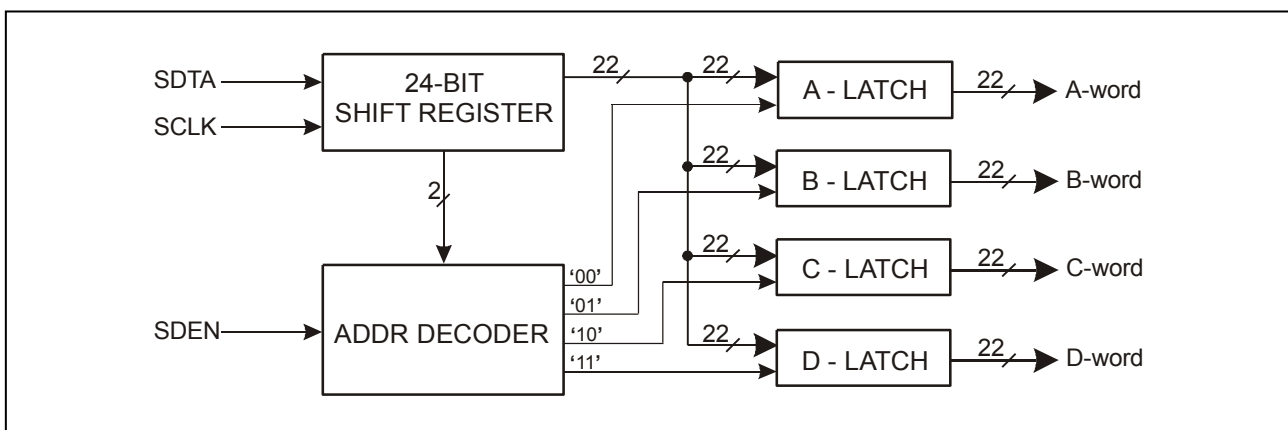 SDTA
SCLK
24-BIT
SHIFT REGISTER
22
22
A - LATCH
22
A-word
2
22
B - LATCH
22
B-word
22
C - LATCH
22
C-word
SDEN
ADDR DECODER
‘00’
‘01’
‘10’
‘11’
22
D - LATCH
22
D-word